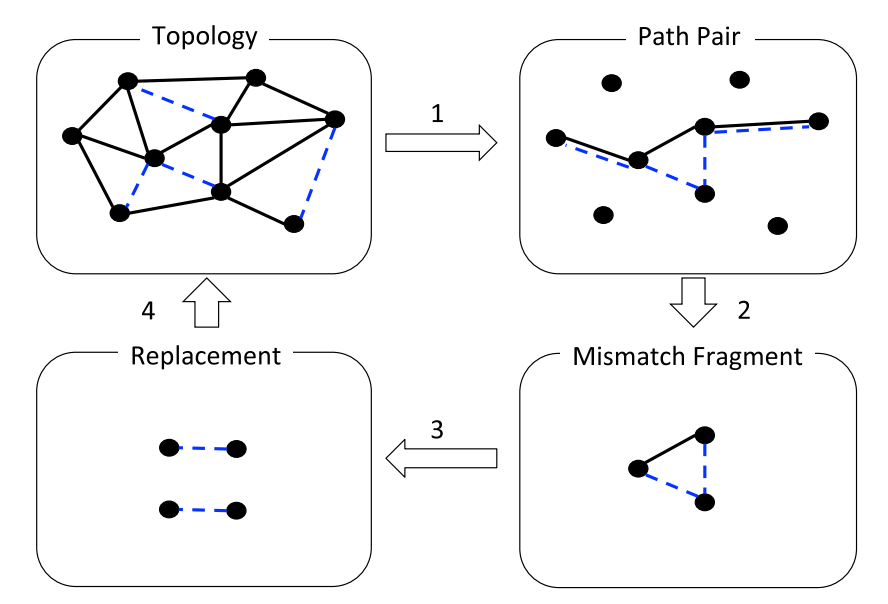 Topology
Path Pair
1
2
4
Replacement
Mismatch Fragment
3